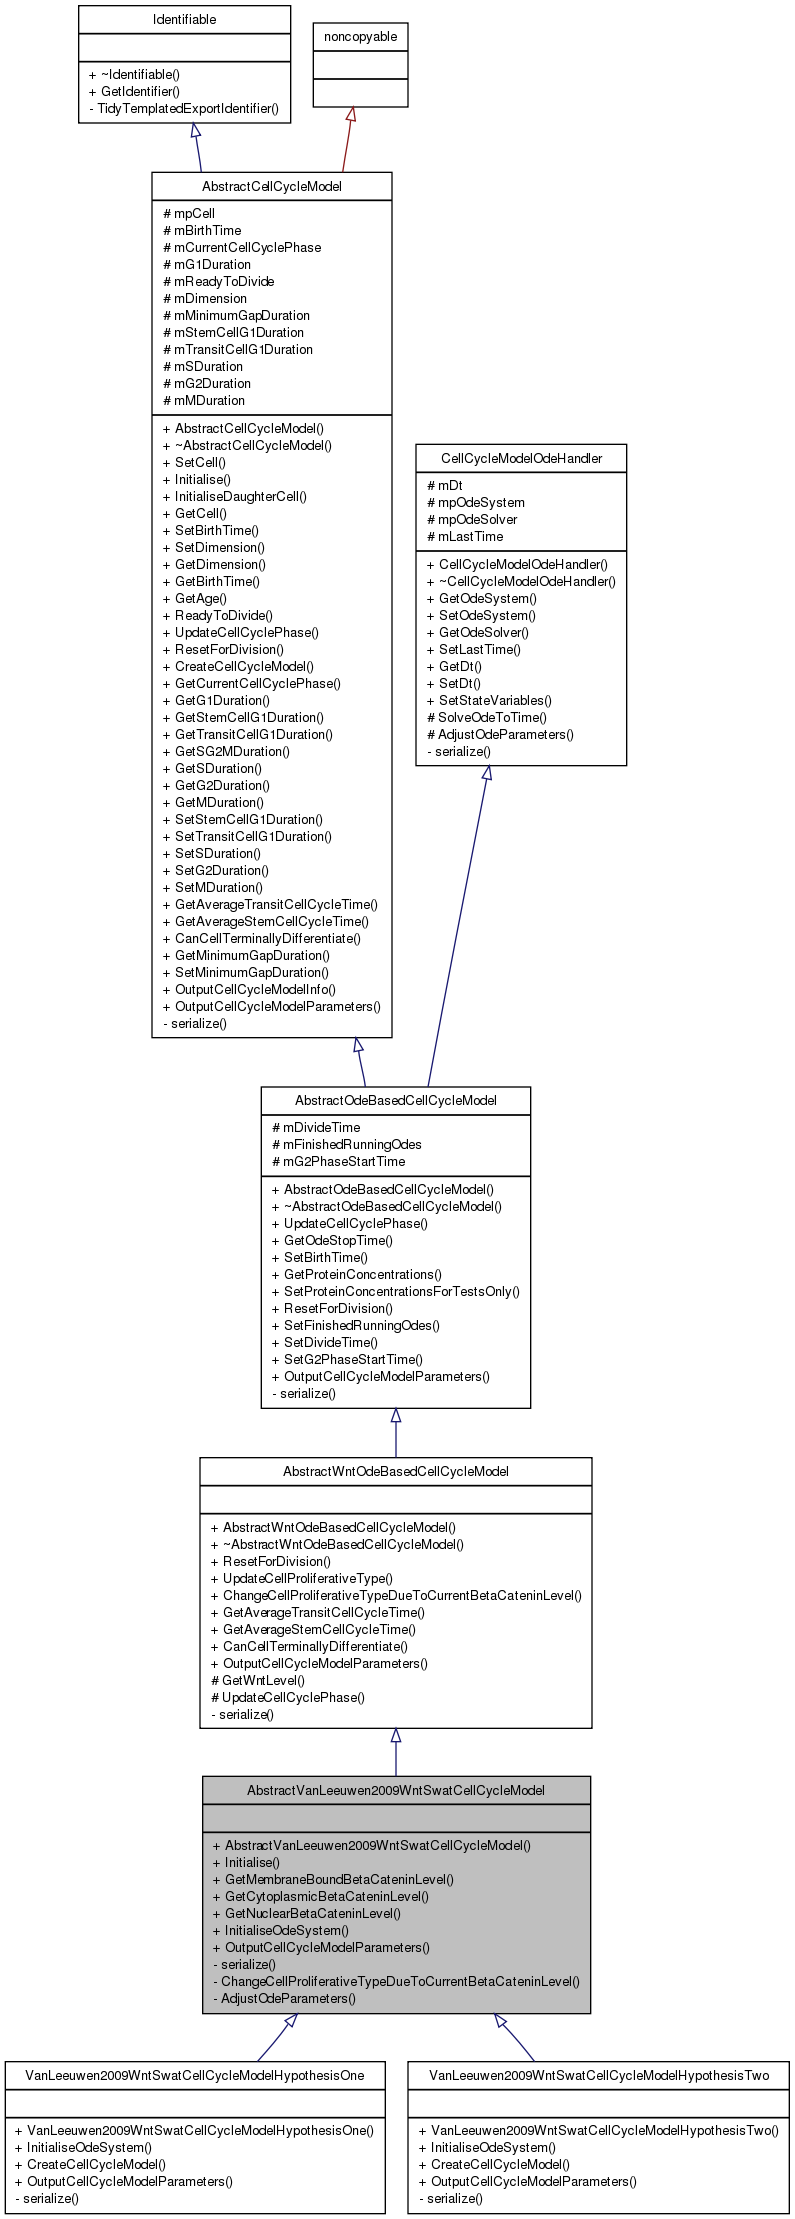 Identifiable
+ ~Identifiable()
+ GetIdentifier()
- TidyTemplatedExportIdentifier()
noncopyable
AbstractCellCycleModel
# mpCell
# mBirthTime
# mCurrentCellCyclePhase
# mG1Duration
# mReadyToDivide
# mDimension
# mMinimumGapDuration
# mStemCellG1Duration
# mTransitCellG1Duration
# mSDuration
# mG2Duration
# mMDuration
+ AbstractCellCycleModel()
+ ~AbstractCellCycleModel()
+ SetCell()
+ Initialise()
+ InitialiseDaughterCell()
+ GetCell()
+ SetBirthTime()
+ SetDimension()
+ GetDimension()
+ GetBirthTime()
+ GetAge()
+ ReadyToDivide()
+ UpdateCellCyclePhase()
+ ResetForDivision()
+ CreateCellCycleModel()
+ GetCurrentCellCyclePhase()
+ GetG1Duration()
+ GetStemCellG1Duration()
+ GetTransitCellG1Duration()
+ GetSG2MDuration()
+ GetSDuration()
+ GetG2Duration()
+ GetMDuration()
+ SetStemCellG1Duration()
+ SetTransitCellG1Duration()
+ SetSDuration()
+ SetG2Duration()
+ SetMDuration()
+ GetAverageTransitCellCycleTime()
+ GetAverageStemCellCycleTime()
+ CanCellTerminallyDifferentiate()
+ GetMinimumGapDuration()
+ SetMinimumGapDuration()
+ OutputCellCycleModelInfo()
+ OutputCellCycleModelParameters()
- serialize()
CellCycleModelOdeHandler
# mDt
# mpOdeSystem
# mpOdeSolver
# mLastTime
+ CellCycleModelOdeHandler()
+ ~CellCycleModelOdeHandler()
+ GetOdeSystem()
+ SetOdeSystem()
+ GetOdeSolver()
+ SetLastTime()
+ GetDt()
+ SetDt()
+ SetStateVariables()
# SolveOdeToTime()
# AdjustOdeParameters()
- serialize()
AbstractOdeBasedCellCycleModel
# mDivideTime
# mFinishedRunningOdes
# mG2PhaseStartTime
+ AbstractOdeBasedCellCycleModel()
+ ~AbstractOdeBasedCellCycleModel()
+ UpdateCellCyclePhase()
+ GetOdeStopTime()
+ SetBirthTime()
+ GetProteinConcentrations()
+ SetProteinConcentrationsForTestsOnly()
+ ResetForDivision()
+ SetFinishedRunningOdes()
+ SetDivideTime()
+ SetG2PhaseStartTime()
+ OutputCellCycleModelParameters()
- serialize()
AbstractWntOdeBasedCellCycleModel
+ AbstractWntOdeBasedCellCycleModel()
+ ~AbstractWntOdeBasedCellCycleModel()
+ ResetForDivision()
+ UpdateCellProliferativeType()
+ ChangeCellProliferativeTypeDueToCurrentBetaCateninLevel()
+ GetAverageTransitCellCycleTime()
+ GetAverageStemCellCycleTime()
+ CanCellTerminallyDifferentiate()
+ OutputCellCycleModelParameters()
# GetWntLevel()
# UpdateCellCyclePhase()
- serialize()
AbstractVanLeeuwen2009WntSwatCellCycleModel
+ AbstractVanLeeuwen2009WntSwatCellCycleModel()
+ Initialise()
+ GetMembraneBoundBetaCateninLevel()
+ GetCytoplasmicBetaCateninLevel()
+ GetNuclearBetaCateninLevel()
+ InitialiseOdeSystem()
+ OutputCellCycleModelParameters()
- serialize()
- ChangeCellProliferativeTypeDueToCurrentBetaCateninLevel()
- AdjustOdeParameters()
VanLeeuwen2009WntSwatCellCycleModelHypothesisOne
+ VanLeeuwen2009WntSwatCellCycleModelHypothesisOne()
+ InitialiseOdeSystem()
+ CreateCellCycleModel()
+ OutputCellCycleModelParameters()
- serialize()
VanLeeuwen2009WntSwatCellCycleModelHypothesisTwo
+ VanLeeuwen2009WntSwatCellCycleModelHypothesisTwo()
+ InitialiseOdeSystem()
+ CreateCellCycleModel()
+ OutputCellCycleModelParameters()
- serialize()